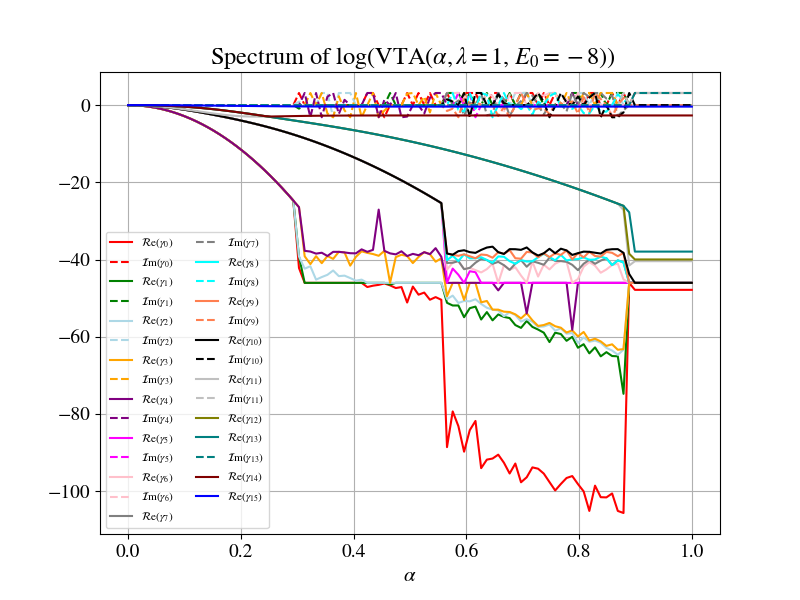 Spectrum of log(VTA(α, λ = 1, E₀ = −8))
0
−20
−40
−60
−80
−100
0.0
0.2
0.4
0.6
0.8
1.0
α
ℛe(γ₀)
ℐm(γ₀)
ℛe(γ₁)
ℐm(γ₁)
ℛe(γ₂)
ℐm(γ₂)
ℛe(γ₃)
ℐm(γ₃)
ℛe(γ₄)
ℐm(γ₄)
ℛe(γ₅)
ℐm(γ₅)
ℛe(γ₆)
ℐm(γ₆)
ℛe(γ₇)
ℐm(γ₇)
ℛe(γ₈)
ℐm(γ₈)
ℛe(γ₉)
ℐm(γ₉)
ℛe(γ₁₀)
ℐm(γ₁₀)
ℛe(γ₁₁)
ℐm(γ₁₁)
ℛe(γ₁₂)
ℛe(γ₁₃)
ℐm(γ₁₃)
ℛe(γ₁₄)
ℛe(γ₁₅)